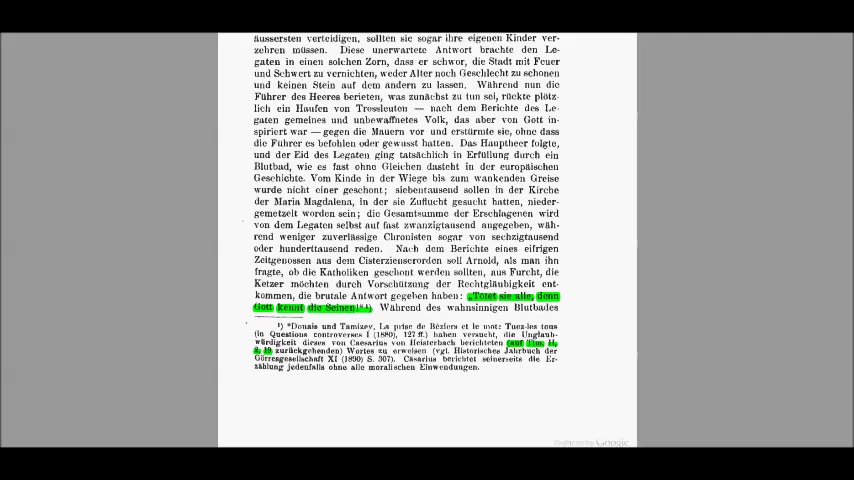 äussersten verteidigen, sollten sie sogar ihre eigenen Kinder ver-
zehren müssen. Diese unerwartete Antwort brachte den Le-
gaten in einen solchen Zorn, dass er schwor, die Stadt mit Feuer
und Schwert zu vernichten, weder Alter noch Geschlecht zu schonen
und keinen Stein auf dem andern zu lassen. Während nun die
Führer des Heeres berieten, was zunächst zu tun sei, rückte plötz-
lich ein Haufen von Trossleuten — nach dem Berichte des Le-
gaten gemeines und unbewaffnetes Volk, das aber von Gott in-
spiriert war — gegen die Mauern vor und erstürmte sie, ohne dass
die Führer es befohlen oder gewusst hatten. Das Hauptheer folgte,
und der Eid des Legaten ging tatsächlich in Erfüllung durch ein
Blutbad, wie es fast ohne Gleichen dasteht in der europäischen
Geschichte. Vom Kinde in der Wiege bis zum wankenden Greise
wurde nicht einer geschont; siebentausend sollen in der Kirche
der Maria Magdalena, in der sie Zuflucht gesucht hatten, nieder-
gemetzelt worden sein; die Gesamtsumme der Erschlagenen wird
von dem Legaten selbst auf fast zwanzigtausend angegeben, wäh-
rend weniger zuverlässige Chronisten sogar von sechzigtausend
oder hunderttausend reden. Nach dem Berichte eines eifrigen
Zeitgenossen aus dem Cisterzienserorden soll Arnold, als man ihn
fragte, ob die Katholiken geschont werden sollten, aus Furcht, die
Ketzer möchten durch Vorschützung der Rechtgläubigkeit ent-
kommen, die brutale Antwort gegeben haben: „Tötet sie alle, denn
Gott kennt die Seinen Während des wahnsinnigen Blutbades
¹) *Douais und Tamizey, La prise de Béziers et le mot: Tuez-les tous
(in Questions controverses I (1880), 127 ff.) haben versucht, die Unglaub-
würdigkeit dieses von Caesarius von Heisterbach berichteten (auf Tim. II,
2, 19 zurückgehenden) Wortes zu erweisen (vgl. Historisches Jahrbuch der
Görresgesellschaft XI (1890) S. 307). Cäsarius berichtet seinerseits die Er-
zählung jedenfalls ohne alle moralischen Einwendungen.
Digitized by Google